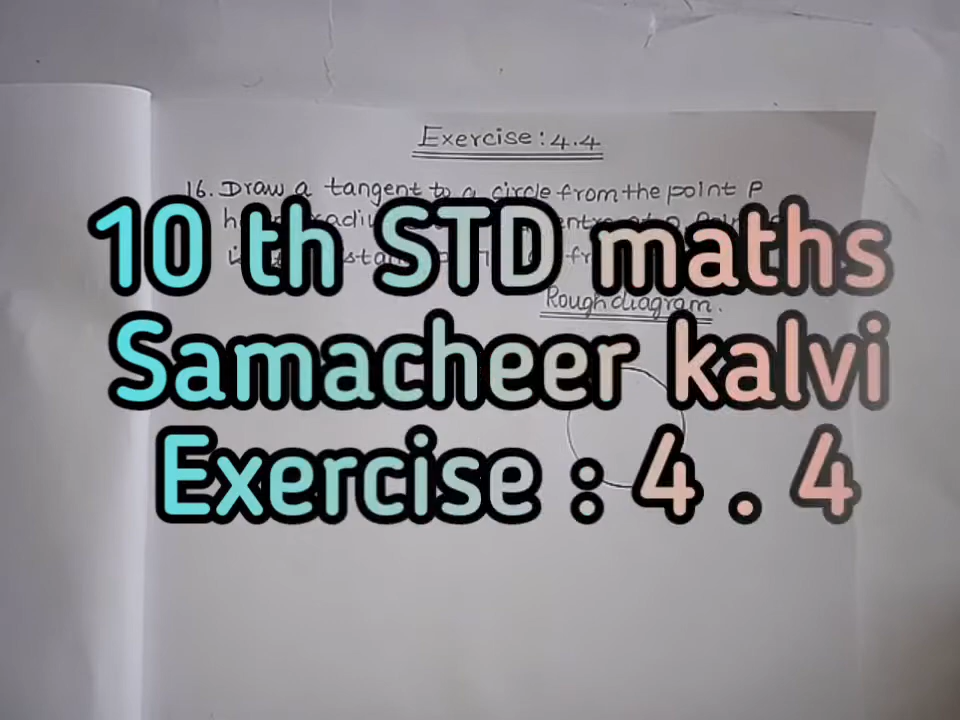 Exercise : 4.4
16. Draw a tangent to a circle from the point P
10 th STD maths
Rough diagram.
Samacheer kalvi
Exercise : 4 . 4